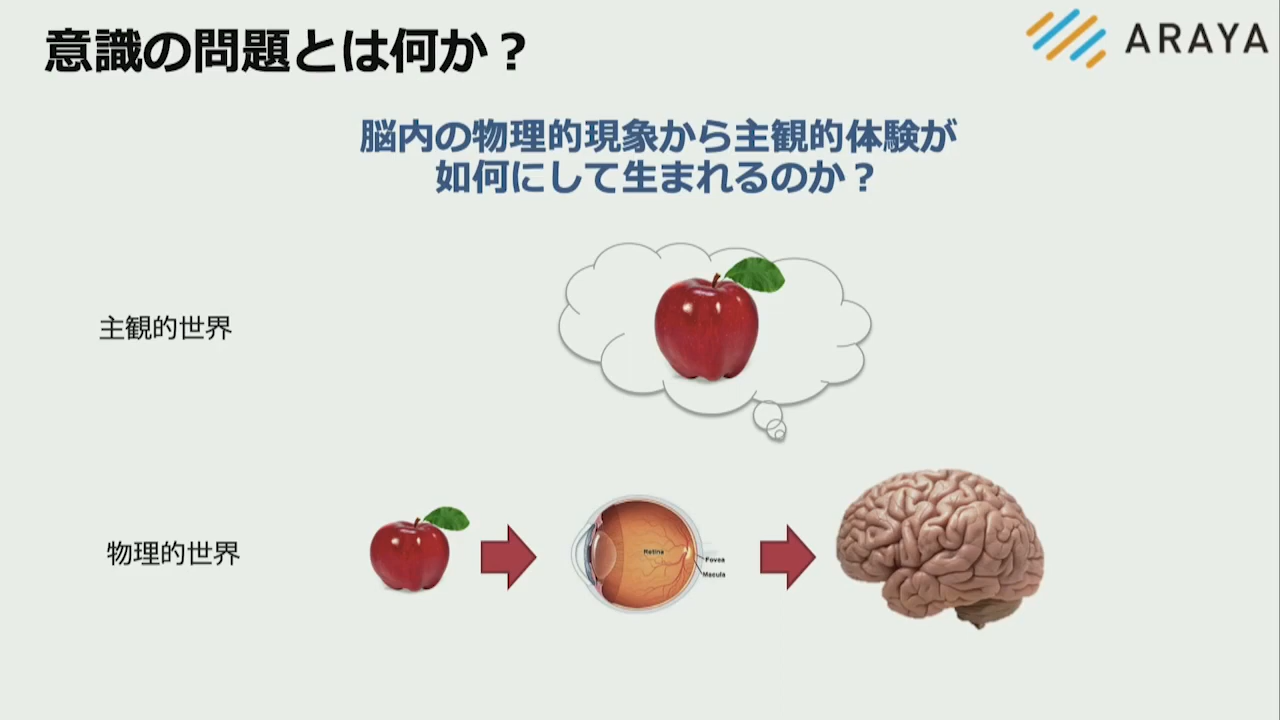 意識の問題とは何か？
ARAYA
脳内の物理的現象から主観的体験が
如何にして生まれるのか？
主観的世界
物理的世界
Retina
Fovea
Macula